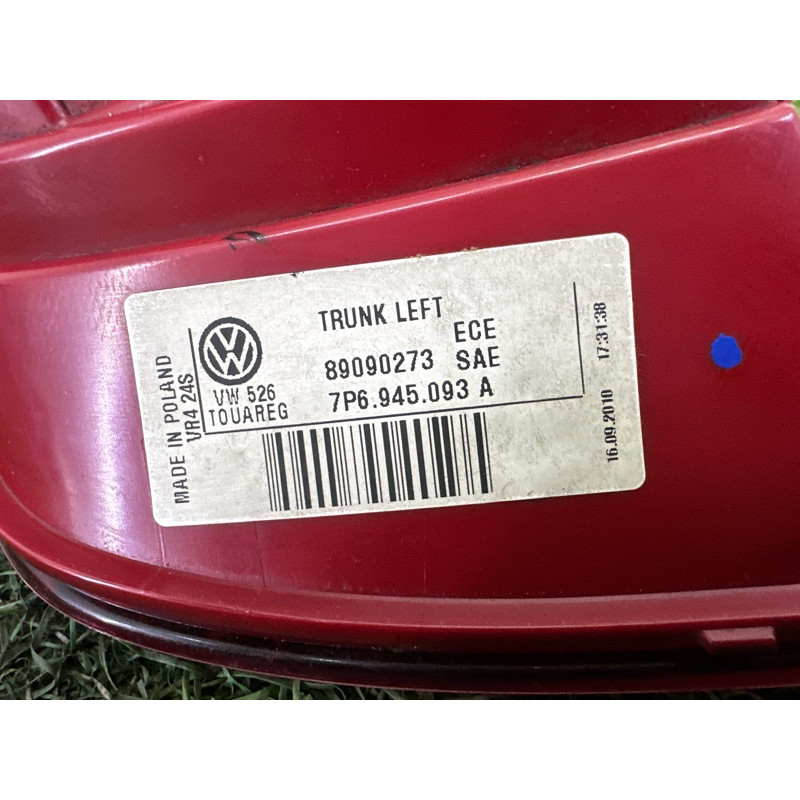 TRUNK LEFT
ECE
89090273 SAE
7P6.945.093 A
VW 526
TOUAREG
MADE IN POLAND
VR4 24S
16.09.2010 17:31:38